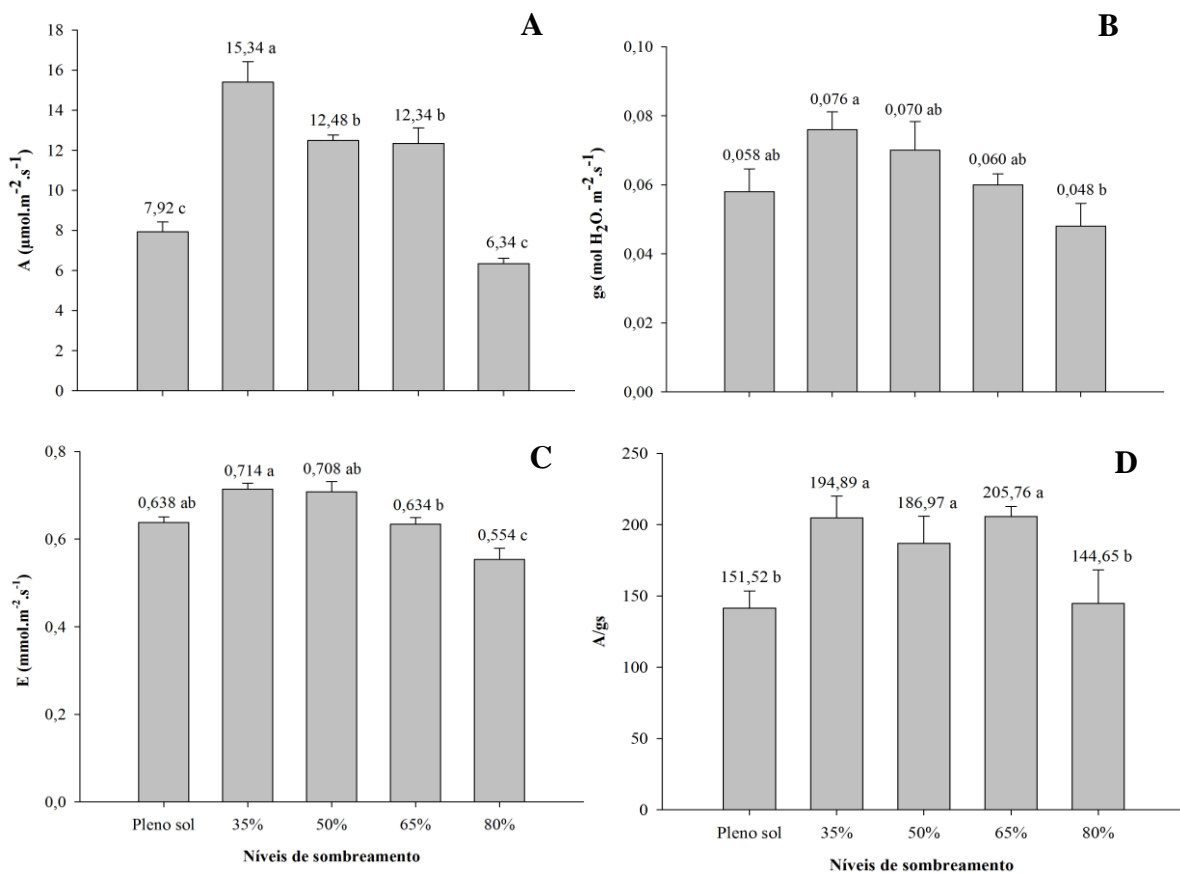 A
A (µmol.m⁻².s⁻¹)
18
16
14
12
10
8
6
4
2
0
7,92 c
15,34 a
12,48 b
12,34 b
6,34 c
B
gs (mol H₂O. m⁻².s⁻¹)
0,10
0,08
0,06
0,04
0,02
0,00
0,058 ab
0,076 a
0,070 ab
0,060 ab
0,048 b
C
E (mmol.m⁻².s⁻¹)
0,8
0,6
0,4
0,2
0,0
0,638 ab
0,714 a
0,708 ab
0,634 b
0,554 c
Pleno sol 35% 50% 65% 80%
Níveis de sombreamento
D
A/gs
250
200
150
100
50
0
151,52 b
194,89 a
186,97 a
205,76 a
144,65 b
Pleno sol 35% 50% 65% 80%
Níveis de sombreamento